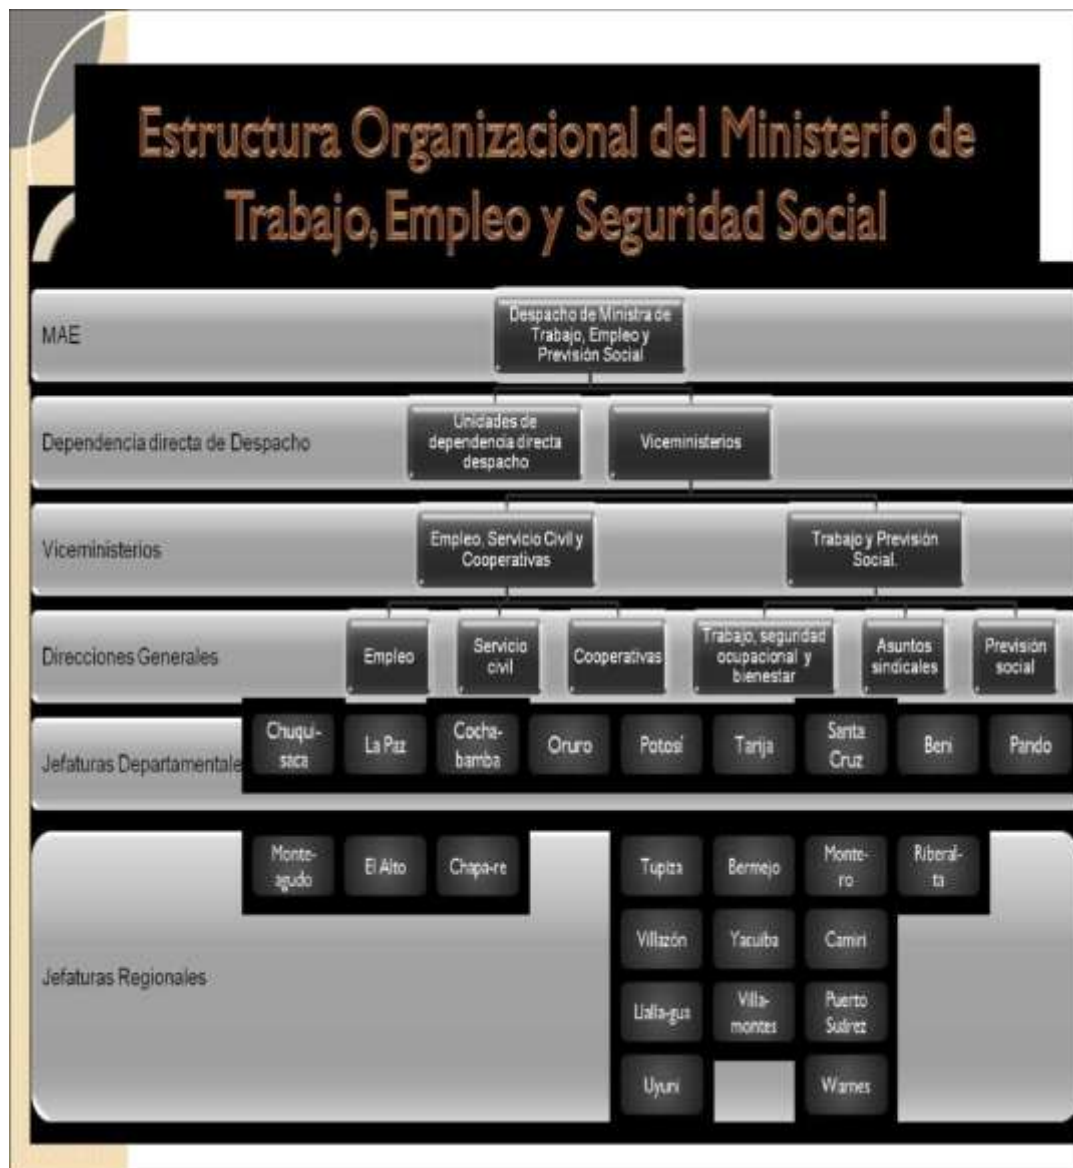 Estructura Organizacional del Ministerio de
Trabajo, Empleo y Seguridad Social
MAE
Despacho de Ministra de
Trabajo, Empleo y
Previsión Social
Dependencia directa de Despacho
Unidades de
dependencia directa
despacho
Viceministerios
Viceministerios
Empleo, Servicio Civil y
Cooperativas
Trabajo y Previsión
Social.
Direcciones Generales
Empleo
Servicio
civil
Cooperativas
Trabajo, seguridad
ocupacional y
bienestar
Asuntos
sindicales
Previsión
social
Jefaturas Departamentale
Chuqui-
saca
La Paz
Cocha-
bamba
Oruro
Potosí
Tarija
Santa
Cruz
Beni
Pando
Jefaturas Regionales
Monte-
agudo
El Alto
Chapa-re
Tupiza
Bermejo
Monte-
ro
Riberal-
ta
Villazón
Yacuiba
Camiri
Llalla-gua
Villa-
montes
Puerto
Suárez
Uyuni
Warnes